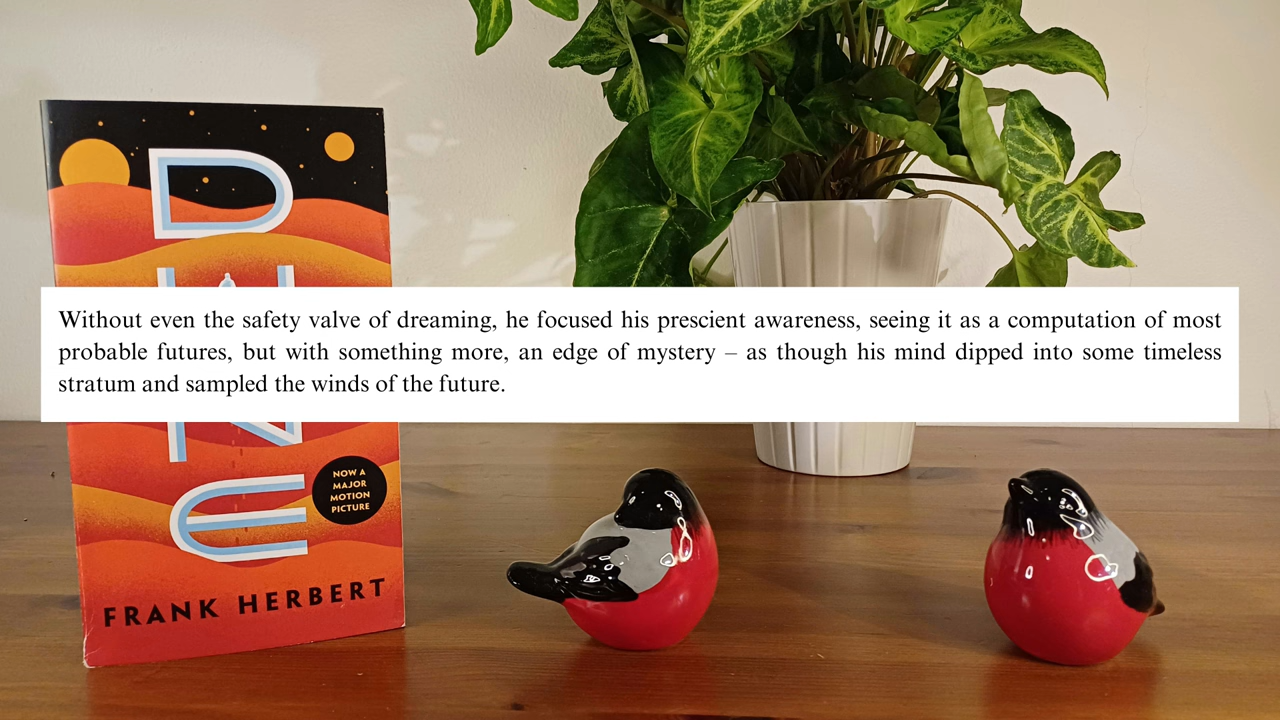 D
Without even the safety valve of dreaming, he focused his prescient awareness, seeing it as a computation of most
probable futures, but with something more, an edge of mystery – as though his mind dipped into some timeless
stratum and sampled the winds of the future.
N
E
NOW A
MAJOR
MOTION
PICTURE
FRANK HERBERT